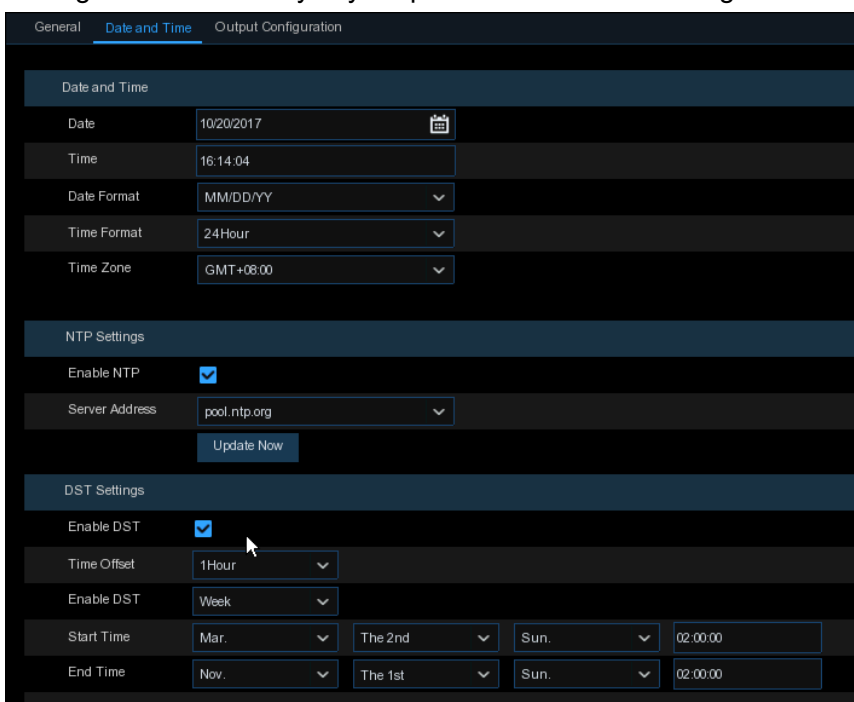 General Date and Time Output Configuration
Date and Time
Date 10/20/2017
Time 16:14:04
Date Format MM/DD/YY
Time Format 24Hour
Time Zone GMT+08:00
NTP Settings
Enable NTP
Server Address pool.ntp.org
Update Now
DST Settings
Enable DST
Time Offset 1Hour
Enable DST Week
Start Time Mar. The 2nd Sun. 02:00:00
End Time Nov. The 1st Sun. 02:00:00